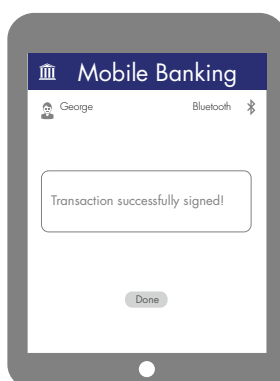 Mobile Banking
George Bluetooth
Transaction successfully signed!
Done